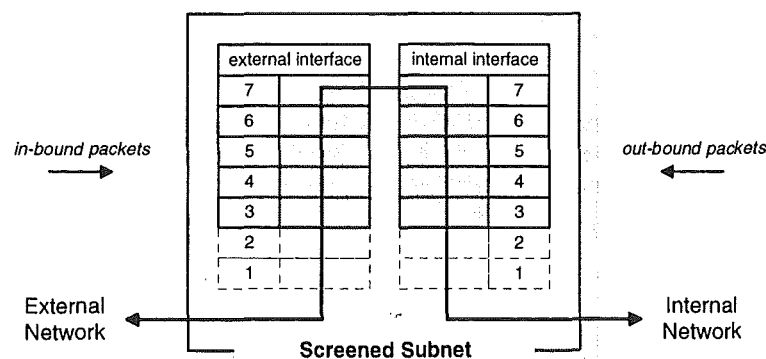 external interface
internal interface
7
7
6
6
in-bound packets
5
5
out-bound packets
4
4
3
3
2
2
1
1
External
Network
Internal
Network
Screened Subnet